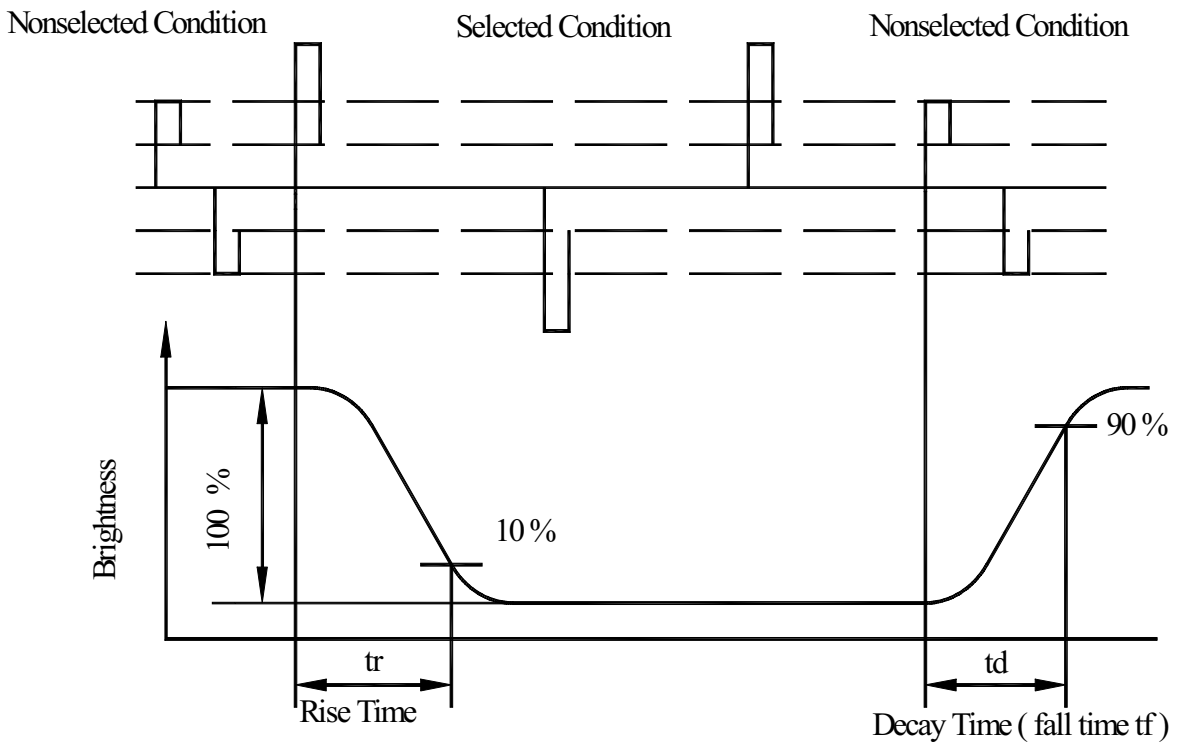 Nonselected Condition
Selected Condition
Nonselected Condition
Brightness
100 %
10 %
90 %
tr
Rise Time
td
Decay Time ( fall time tf )